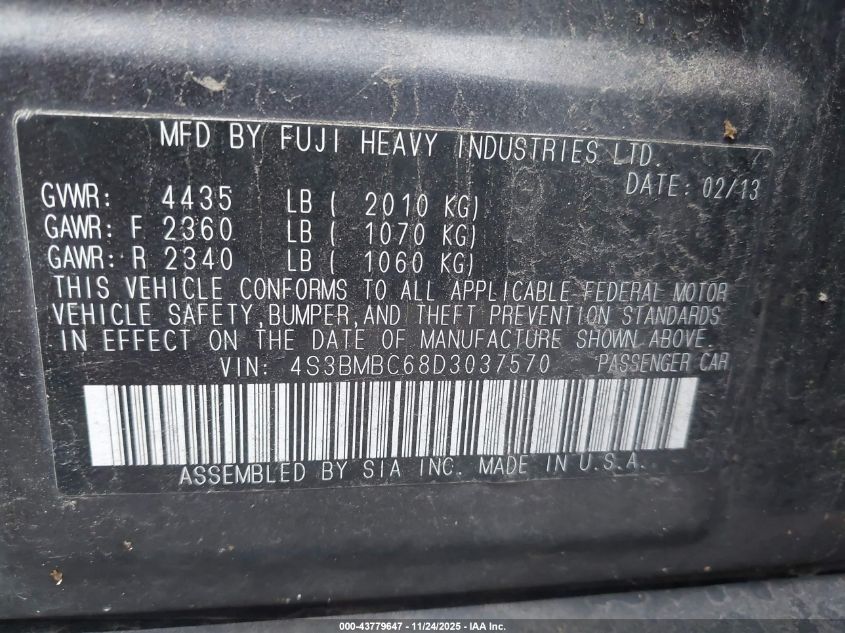 MFD BY FUJI HEAVY INDUSTRIES LTD.
DATE: 02/13
GVWR: 4435 LB ( 2010 KG)
GAWR: F 2360 LB ( 1070 KG)
GAWR: R 2340 LB ( 1060 KG)
THIS VEHICLE CONFORMS TO ALL APPLICABLE FEDERAL MOTOR
VEHICLE SAFETY,BUMPER,AND THEFT PREVENTION STANDARDS
IN EFFECT ON THE DATE OF MANUFACTURE SHOWN ABOVE
VIN: 4S3BMBC68D3037570 PASSENGER CAR
ASSEMBLED BY SIA INC. MADE IN U.S.A.
000-43779647 - 11/24/2025 - IAA Inc.